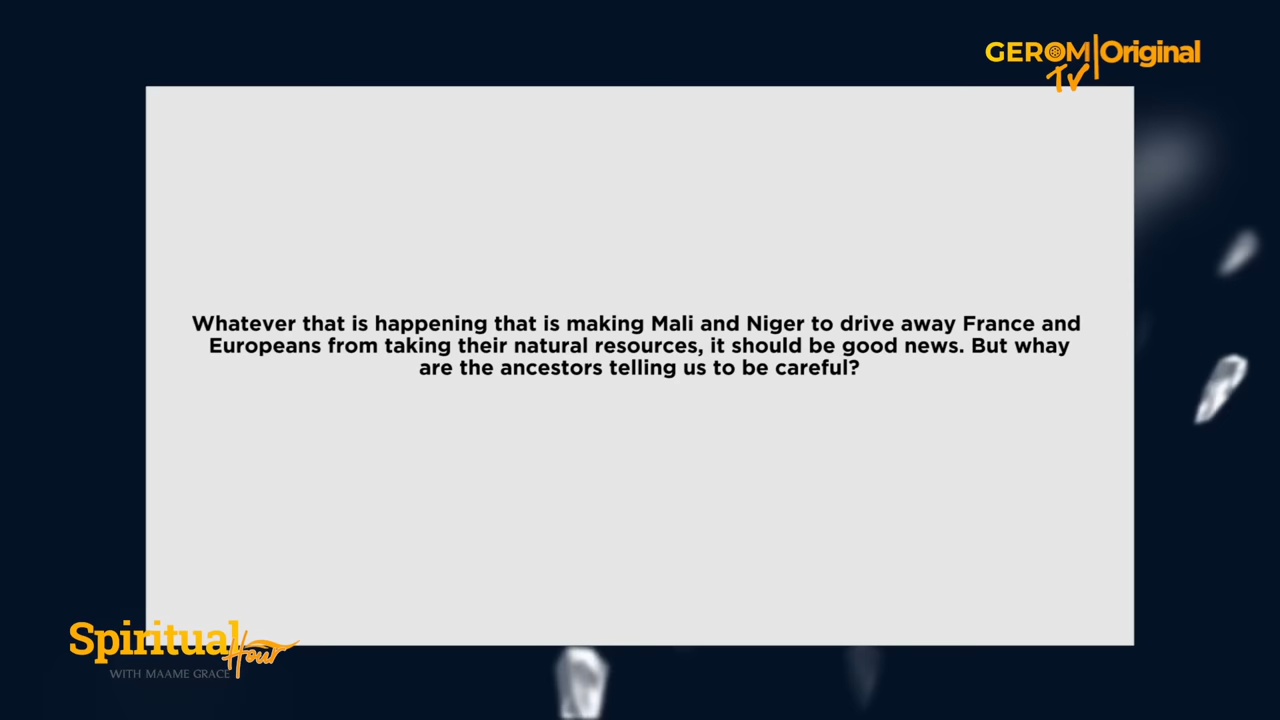 GEROM|Original
TV
Whatever that is happening that is making Mali and Niger to drive away France and
Europeans from taking their natural resources, it should be good news. But whay
are the ancestors telling us to be careful?
Spiritual
Hour
WITH MAAME GRACE